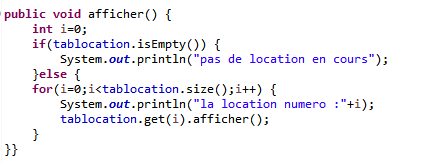 public void afficher() {
    int i=0;
    if(tablocation.isEmpty()) {
        System.out.println("pas de location en cours");
    }else {
    for(i=0;i<tablocation.size();i++) {
        System.out.println("la location numero :"+i);
        tablocation.get(i).afficher();
    }
}}